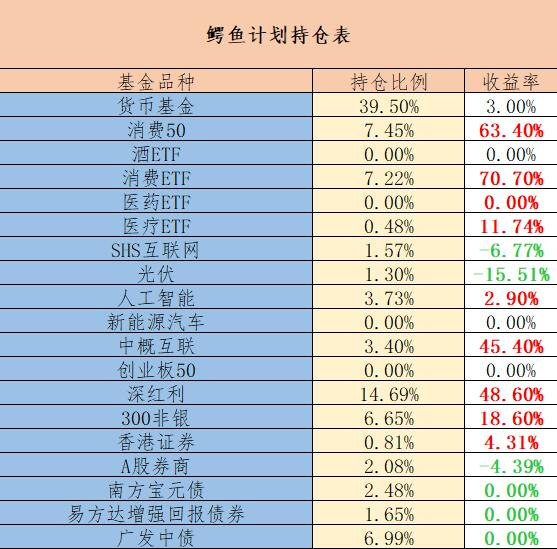 鳄鱼计划持仓表
基金品种 持仓比例 收益率
货币基金 39.50% 3.00%
消费50 7.45% 63.40%
酒ETF 0.00% 0.00%
消费ETF 7.22% 70.70%
医药ETF 0.00% 0.00%
医疗ETF 0.48% 11.74%
SHS互联网 1.57% -6.77%
光伏 1.30% -15.51%
人工智能 3.73% 2.90%
新能源汽车 0.00% 0.00%
中概互联 3.40% 45.40%
创业板50 0.00% 0.00%
深红利 14.69% 48.60%
300非银 6.65% 18.60%
香港证券 0.81% 4.31%
A股券商 2.08% -4.39%
南方宝元债 2.48% 0.00%
易方达增强回报债券 1.65% 0.00%
广发中债 6.99% 0.00%